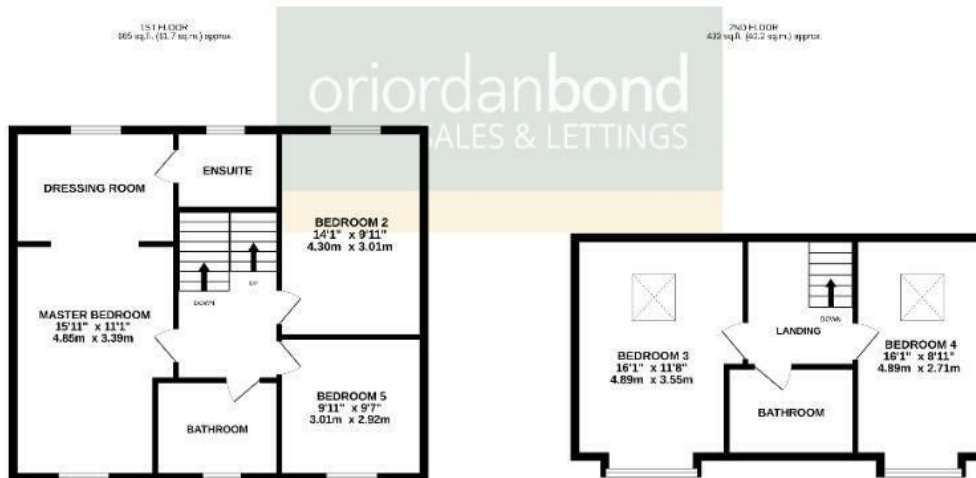 1ST FLOOR
2ND FLOOR
oriordanbond
SALES & LETTINGS
DRESSING ROOM
ENSUITE
BEDROOM 2
14'1" x 9'11"
4.30m x 3.01m
UP
DOWN
MASTER BEDROOM
15'11" x 11'1"
4.85m x 3.39m
BEDROOM 5
9'11" x 9'7"
3.01m x 2.92m
BATHROOM
BEDROOM 3
16'1" x 11'8"
4.89m x 3.55m
LANDING
DOWN
BEDROOM 4
16'1" x 8'11"
4.89m x 2.71m
BATHROOM